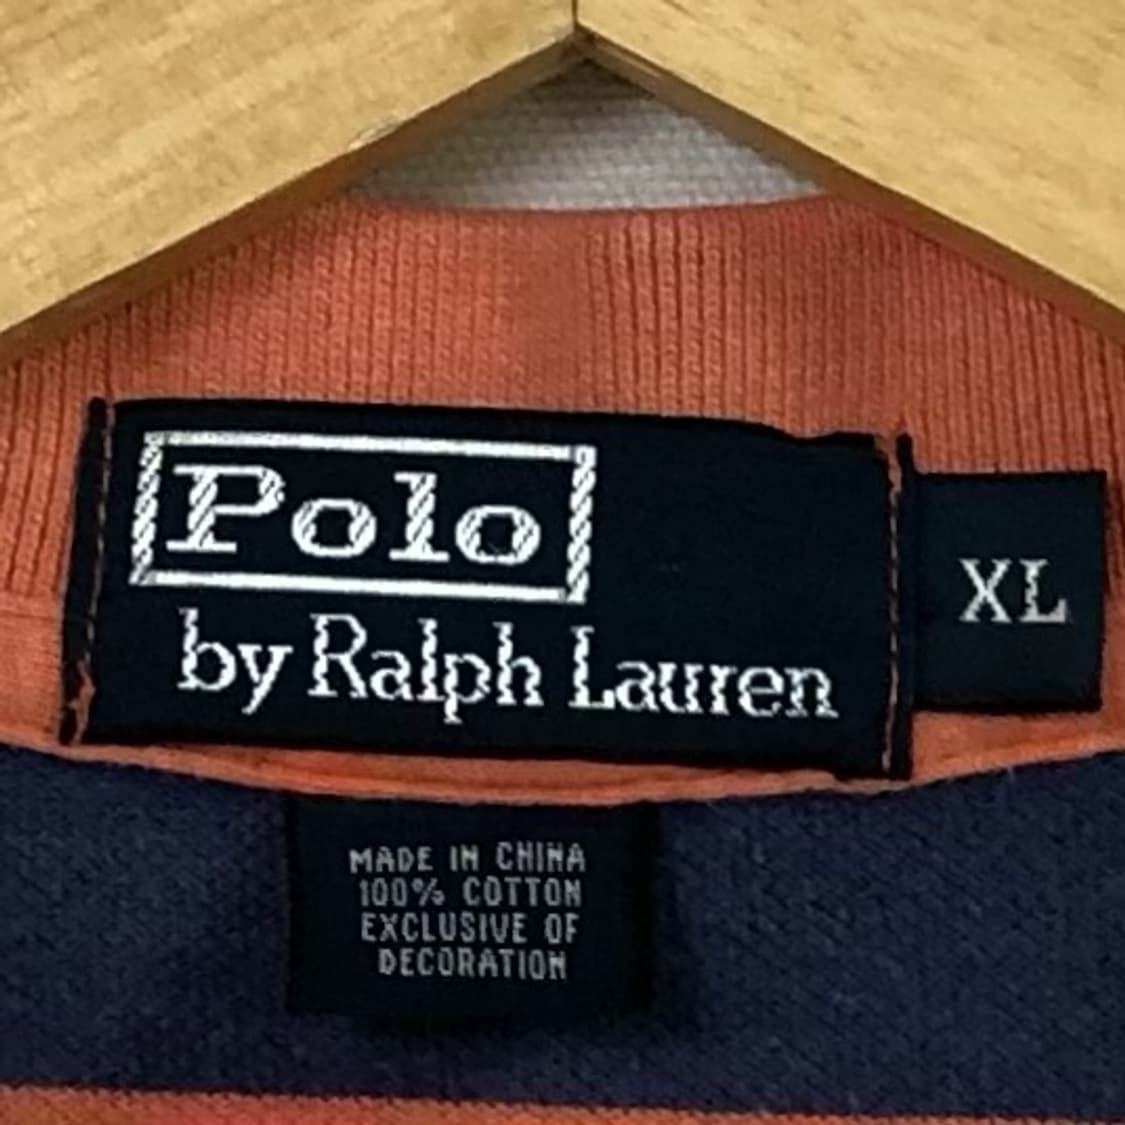 Polo
by Ralph Lauren
XL
MADE IN CHINA
100% COTTON
EXCLUSIVE OF
DECORATION